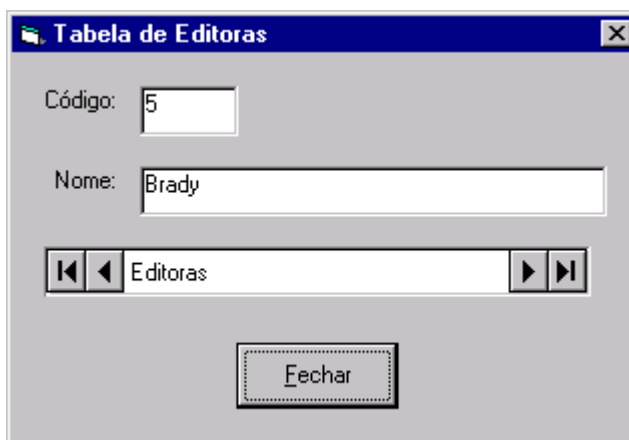 Tabela de Editoras
Código: 5
Nome: Brady
Editoras
Fechar